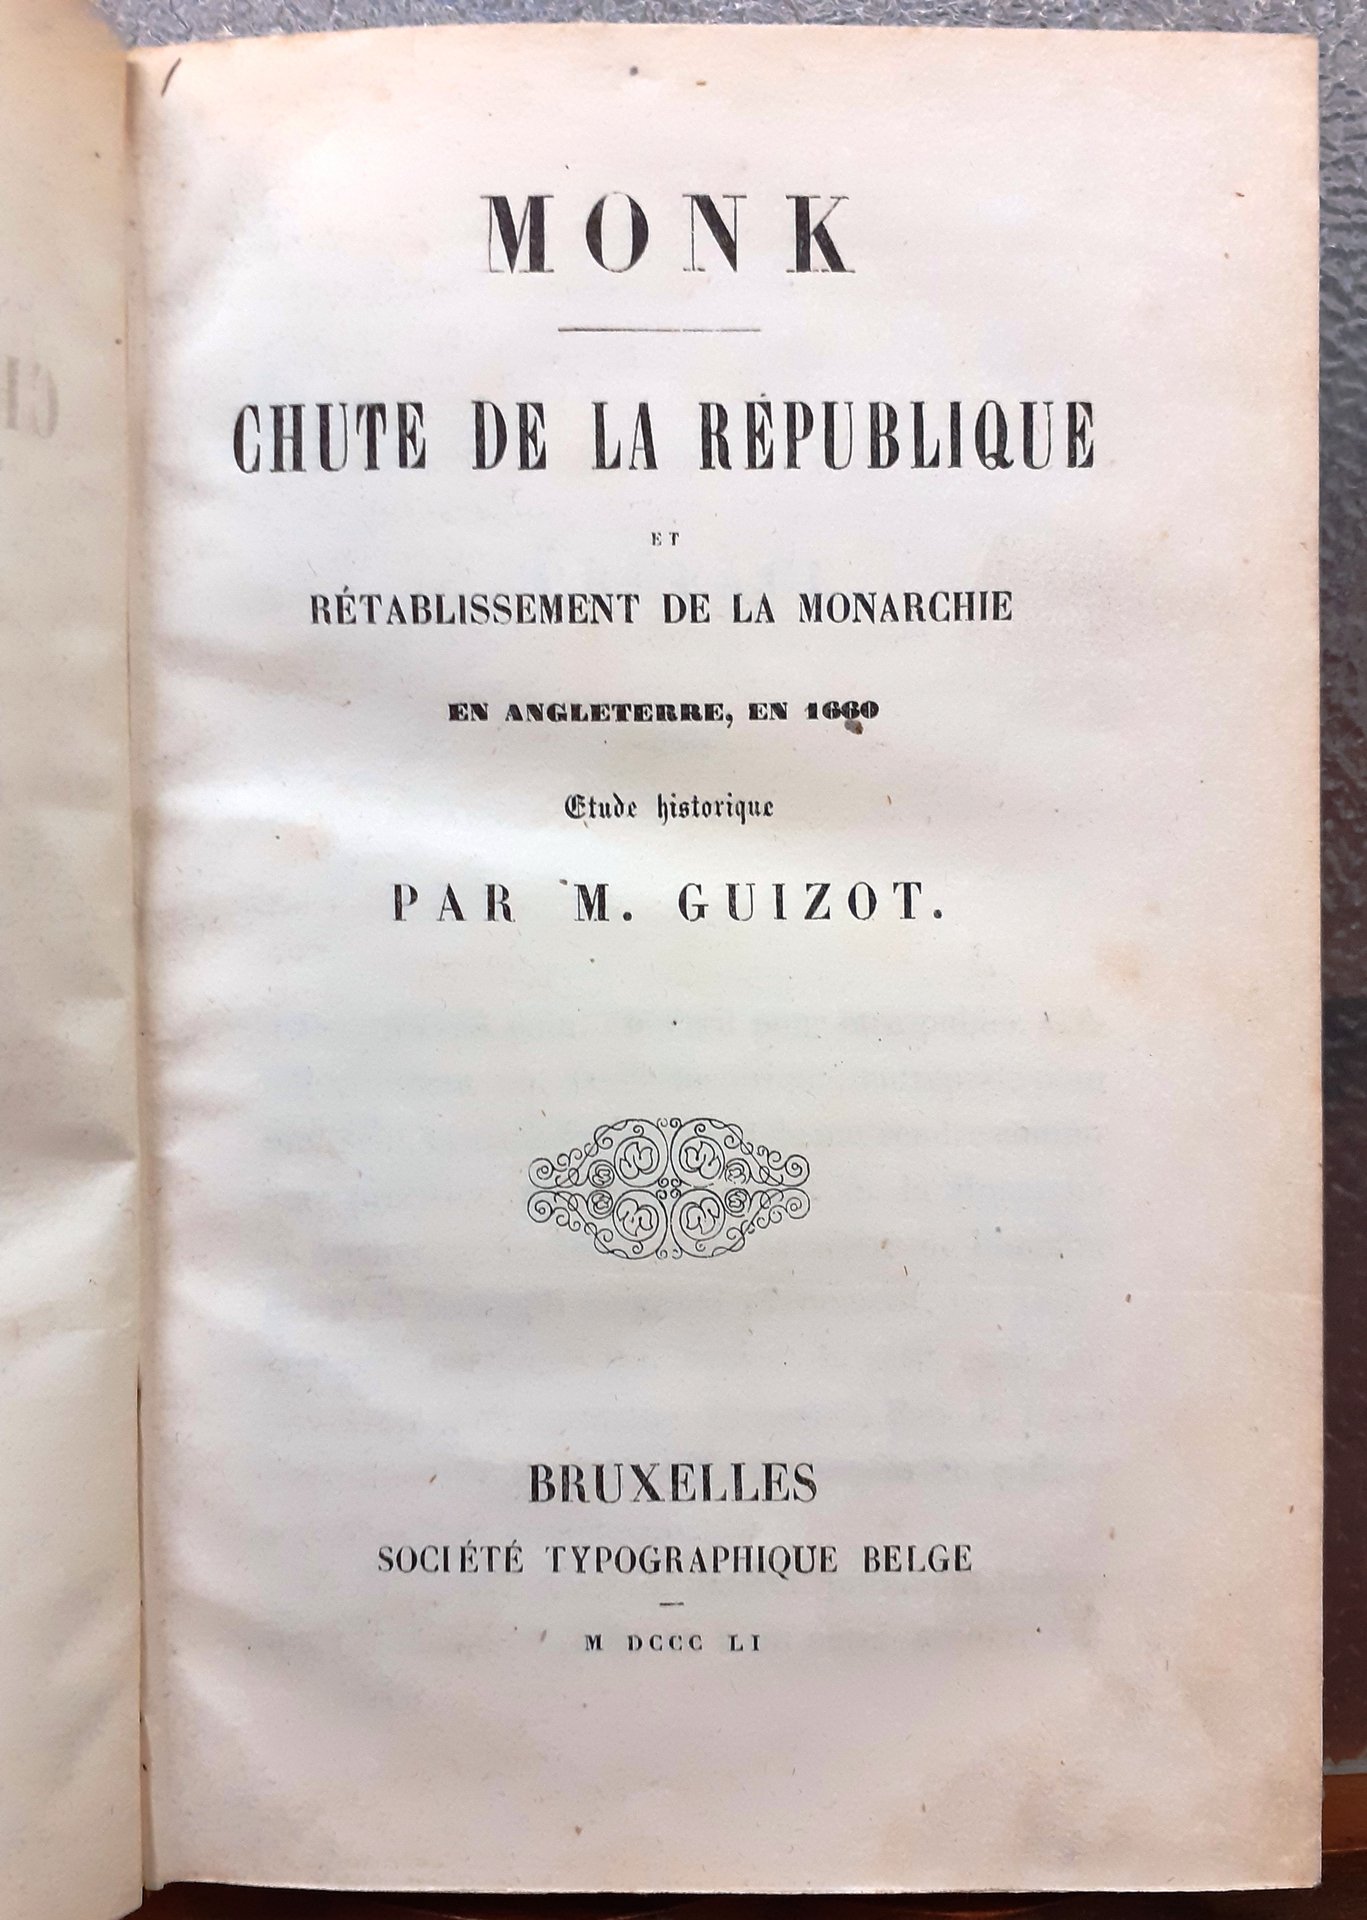 MONK
CHUTE DE LA RÉPUBLIQUE
ET
RÉTABLISSEMENT DE LA MONARCHIE
EN ANGLETERRE, EN 1660
Etude historique
PAR M. GUIZOT.
BRUXELLES
SOCIÉTÉ TYPOGRAPHIQUE BELGE
M DCCC LI